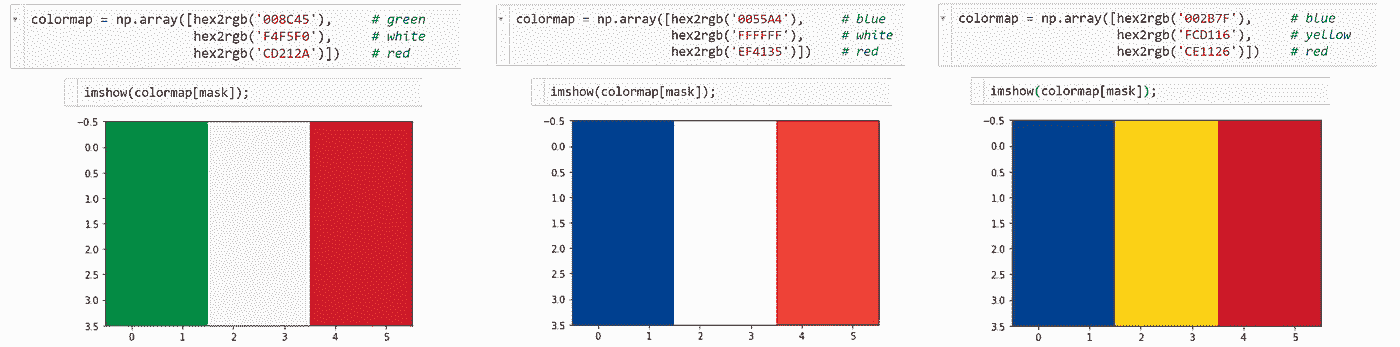 colormap = np.array([hex2rgb('008C45'), # green
hex2rgb('F4F5F0'), # white
hex2rgb('CD212A')]) # red
imshow(colormap[mask]);
−0.5
0.0
0.5
1.0
1.5
2.0
2.5
3.0
3.5
0 1 2 3 4 5
colormap = np.array([hex2rgb('0055A4'), # blue
hex2rgb('FFFFFF'), # white
hex2rgb('EF4135')]) # red
imshow(colormap[mask]);
−0.5
0.0
0.5
1.0
1.5
2.0
2.5
3.0
3.5
0 1 2 3 4 5
colormap = np.array([hex2rgb('002B7F'), # blue
hex2rgb('FCD116'), # yellow
hex2rgb('CE1126')]) # red
imshow(colormap[mask]);
−0.5
0.0
0.5
1.0
1.5
2.0
2.5
3.0
3.5
0 1 2 3 4 5